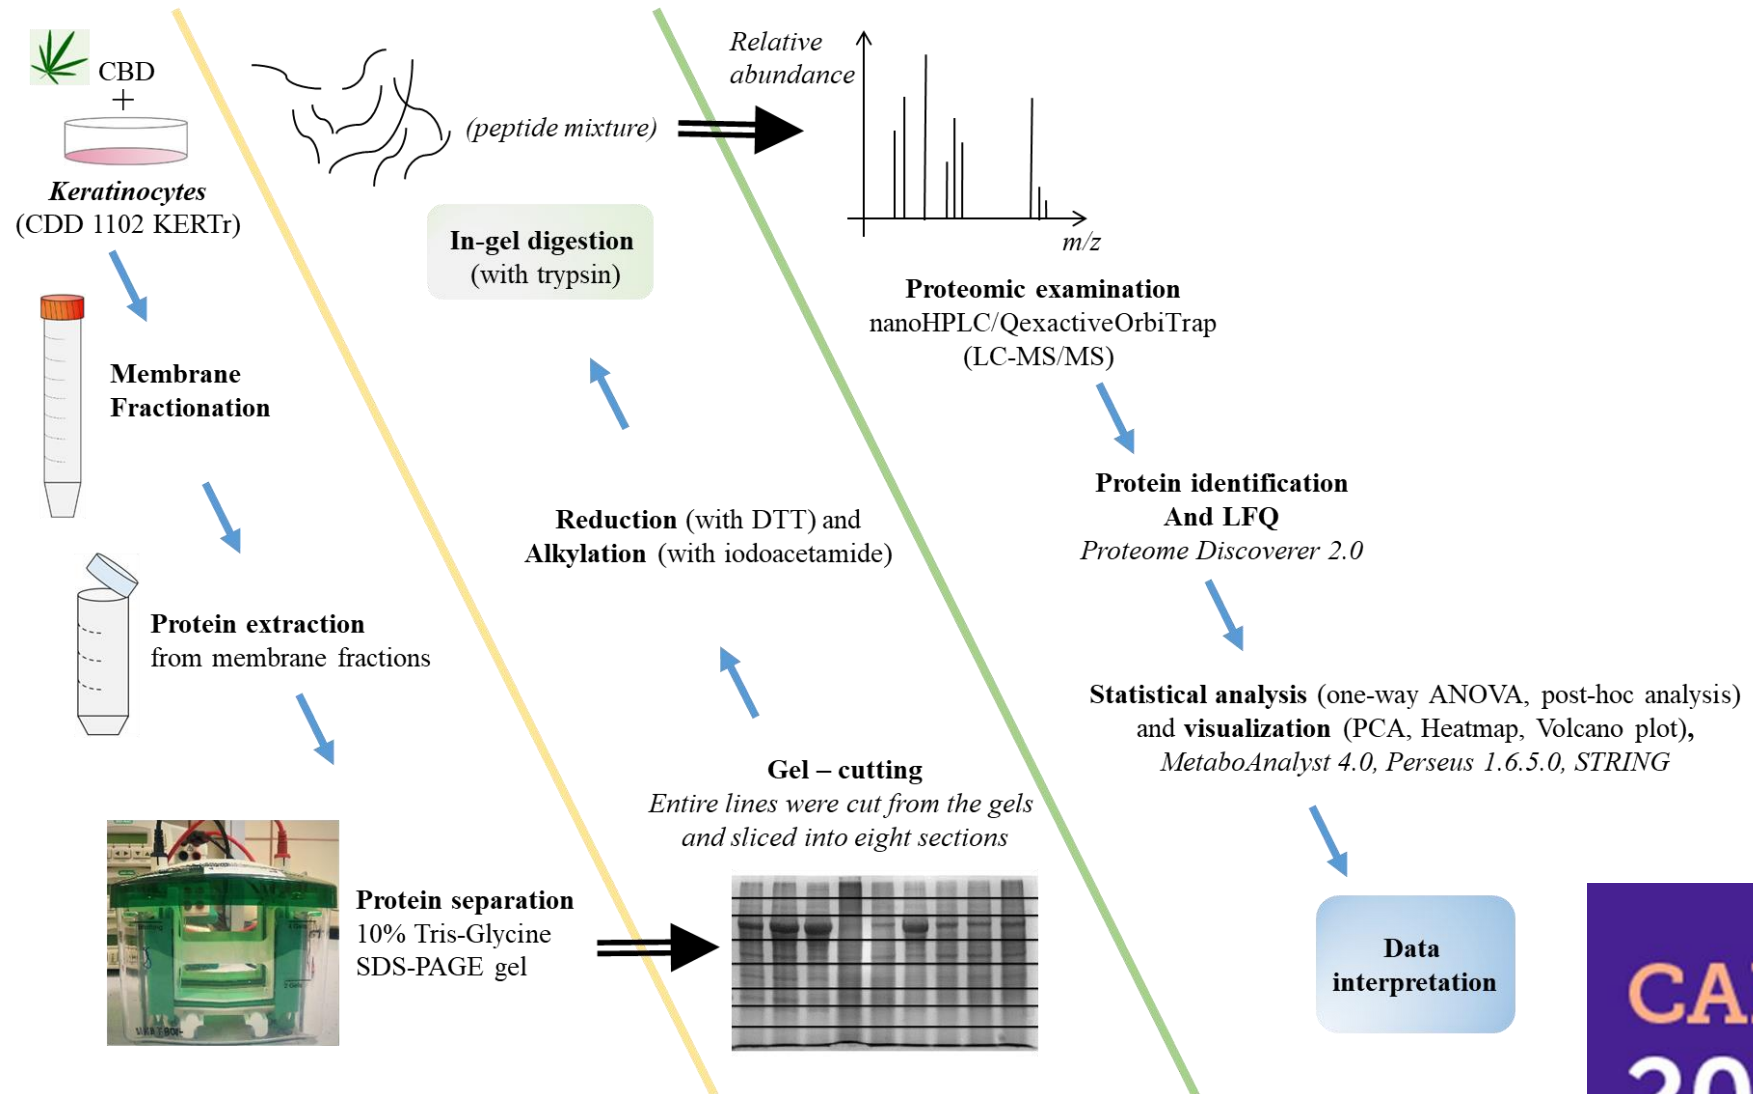 CBD
+
Keratinocytes
(CDD 1102 KERTr)
Membrane
Fractionation
Protein extraction
from membrane fractions
Protein separation
10% Tris-Glycine
SDS-PAGE gel
Gel – cutting
Entire lines were cut from the gels
and sliced into eight sections
Reduction (with DTT) and
Alkylation (with iodoacetamide)
In-gel digestion
(with trypsin)
(peptide mixture)
Relative
abundance
m/z
Proteomic examination
nanoHPLC/QexactiveOrbiTrap
(LC-MS/MS)
Protein identification
And LFQ
Proteome Discoverer 2.0
Statistical analysis (one-way ANOVA, post-hoc analysis)
and visualization (PCA, Heatmap, Volcano plot),
MetaboAnalyst 4.0, Perseus 1.6.5.0, STRING
Data
interpretation